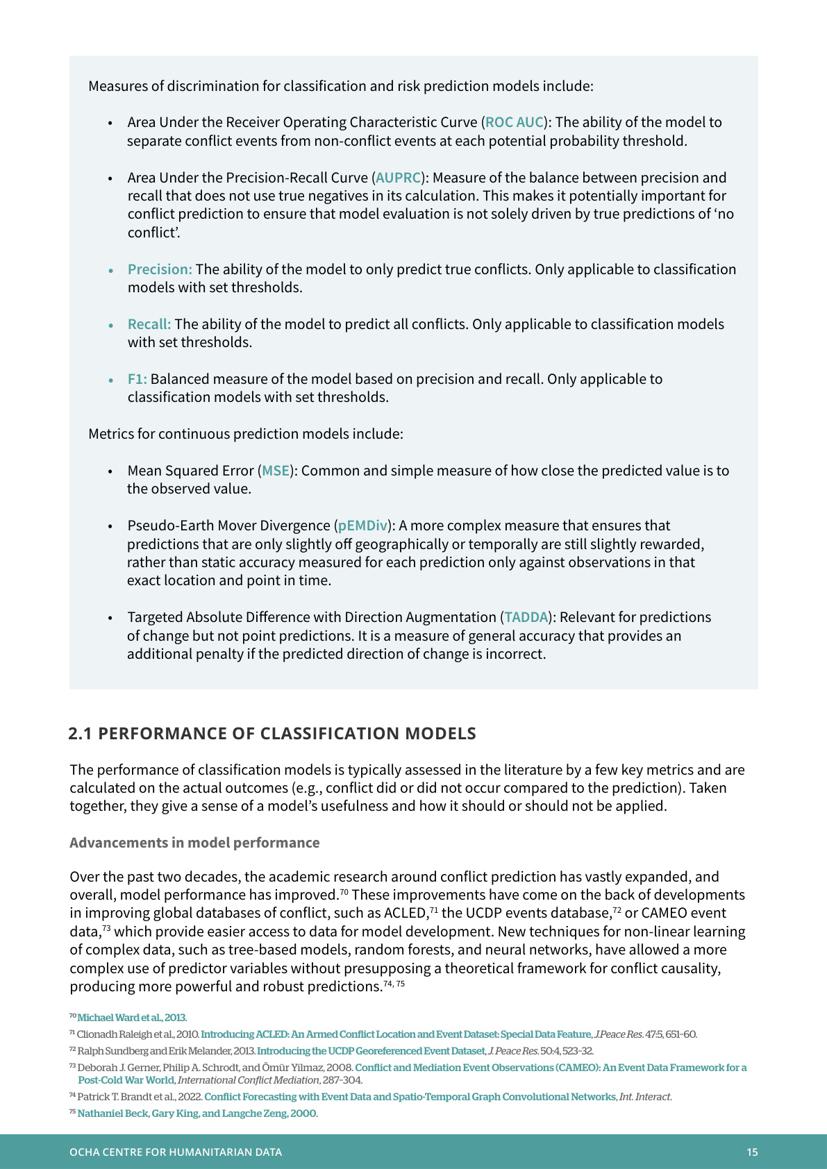 Measures of discrimination for classification and risk prediction models include:
• Area Under the Receiver Operating Characteristic Curve (ROC AUC): The ability of the model to
separate conflict events from non-conflict events at each potential probability threshold.
• Area Under the Precision-Recall Curve (AUPRC): Measure of the balance between precision and
recall that does not use true negatives in its calculation. This makes it potentially important for
conflict prediction to ensure that model evaluation is not solely driven by true predictions of ‘no
conflict’.
• Precision: The ability of the model to only predict true conflicts. Only applicable to classification
models with set thresholds.
• Recall: The ability of the model to predict all conflicts. Only applicable to classification models
with set thresholds.
• F1: Balanced measure of the model based on precision and recall. Only applicable to
classification models with set thresholds.
Metrics for continuous prediction models include:
• Mean Squared Error (MSE): Common and simple measure of how close the predicted value is to
the observed value.
• Pseudo-Earth Mover Divergence (pEMDiv): A more complex measure that ensures that
predictions that are only slightly off geographically or temporally are still slightly rewarded,
rather than static accuracy measured for each prediction only against observations in that
exact location and point in time.
• Targeted Absolute Difference with Direction Augmentation (TADDA): Relevant for predictions
of change but not point predictions. It is a measure of general accuracy that provides an
additional penalty if the predicted direction of change is incorrect.
2.1 PERFORMANCE OF CLASSIFICATION MODELS
The performance of classification models is typically assessed in the literature by a few key metrics and are
calculated on the actual outcomes (e.g., conflict did or did not occur compared to the prediction). Taken
together, they give a sense of a model’s usefulness and how it should or should not be applied.
Advancements in model performance
Over the past two decades, the academic research around conflict prediction has vastly expanded, and
overall, model performance has improved.70 These improvements have come on the back of developments
in improving global databases of conflict, such as ACLED,71 the UCDP events database,72 or CAMEO event
data,73 which provide easier access to data for model development. New techniques for non-linear learning
of complex data, such as tree-based models, random forests, and neural networks, have allowed a more
complex use of predictor variables without presupposing a theoretical framework for conflict causality,
producing more powerful and robust predictions.74, 75
70 Michael Ward et al., 2013.
71 Clionadh Raleigh et al., 2010. Introducing ACLED: An Armed Conflict Location and Event Dataset: Special Data Feature, J.Peace Res. 47:5, 651–60.
72 Ralph Sundberg and Erik Melander, 2013. Introducing the UCDP Georeferenced Event Dataset, J. Peace Res. 50:4, 523–32.
73 Deborah J. Gerner, Philip A. Schrodt, and Ömür Yilmaz, 2008. Conflict and Mediation Event Observations (CAMEO): An Event Data Framework for a
Post-Cold War World, International Conflict Mediation, 287–304.
74 Patrick T. Brandt et al., 2022. Conflict Forecasting with Event Data and Spatio-Temporal Graph Convolutional Networks, Int. Interact.
75 Nathaniel Beck, Gary King, and Langche Zeng, 2000.
OCHA CENTRE FOR HUMANITARIAN DATA
15